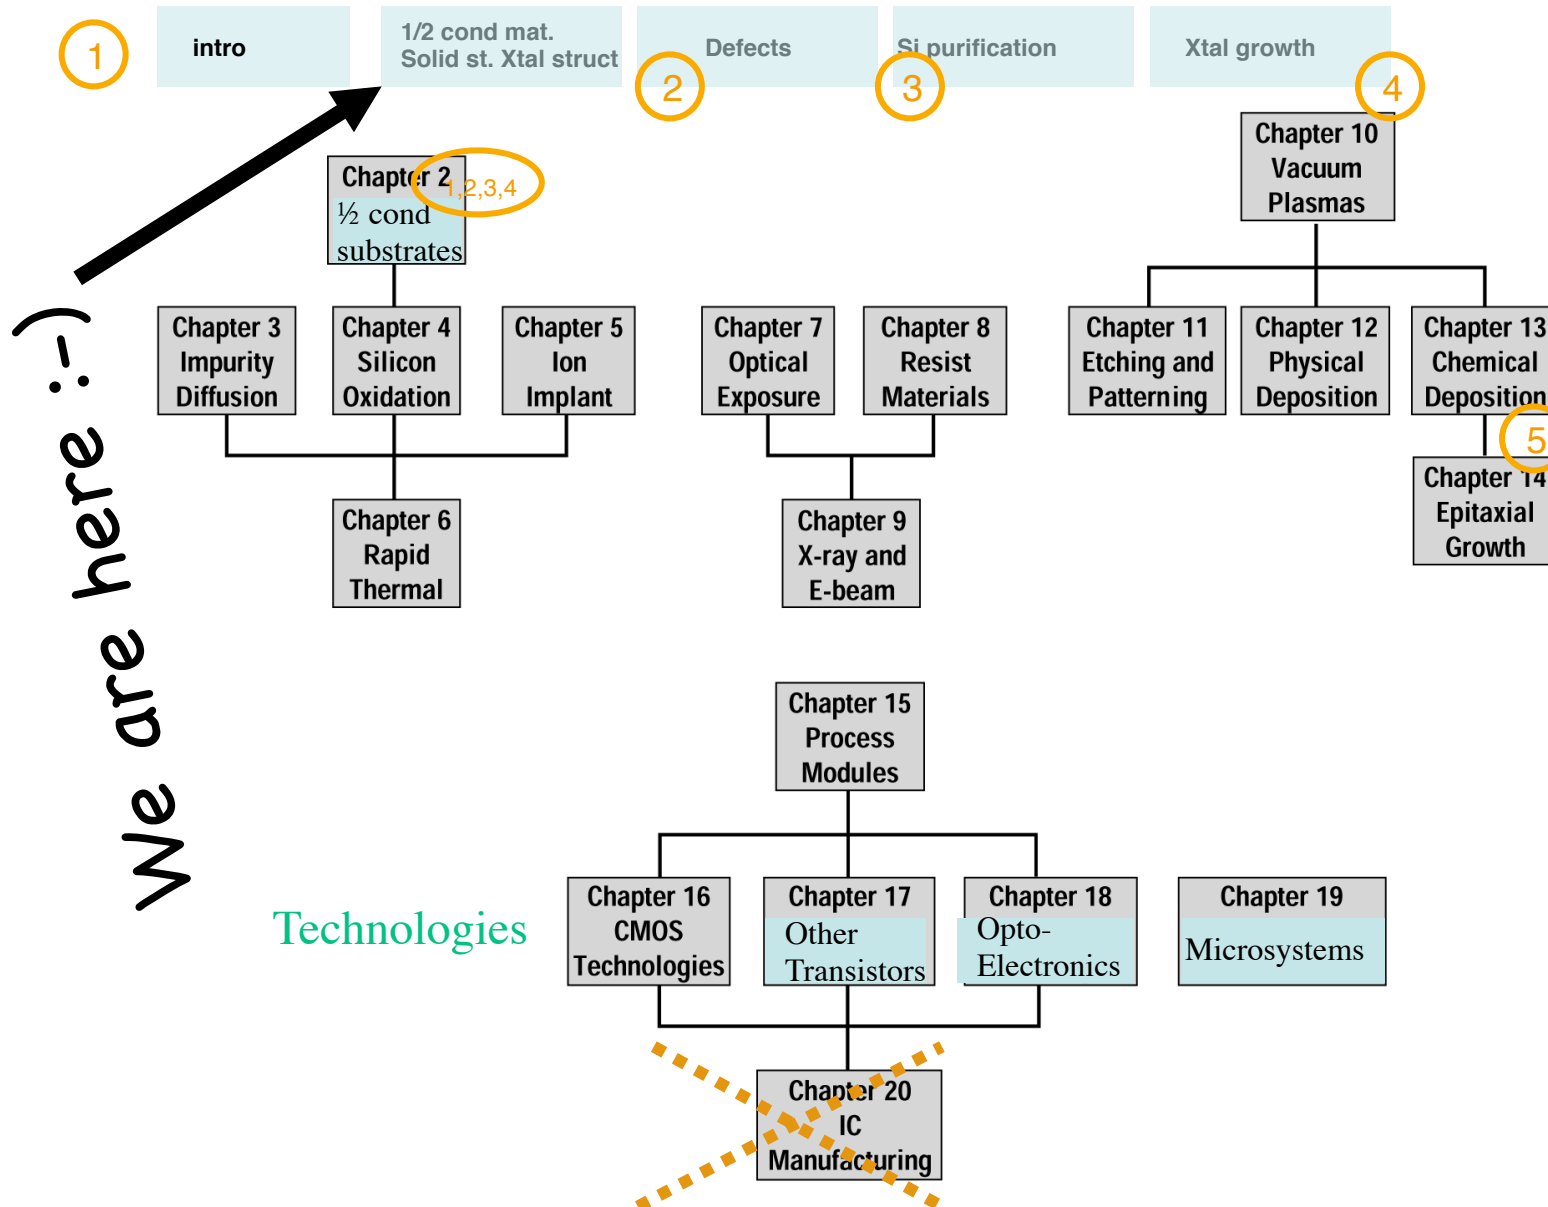 1
intro
1/2 cond mat.
Solid st. Xtal struct
2
Defects
3
Si purification
Xtal growth
4
Chapter 2
1,2,3,4
½ cond
substrates
Chapter 10
Vacuum
Plasmas
Chapter 3
Impurity
Diffusion
Chapter 4
Silicon
Oxidation
Chapter 5
Ion
Implant
Chapter 7
Optical
Exposure
Chapter 8
Resist
Materials
Chapter 11
Etching and
Patterning
Chapter 12
Physical
Deposition
Chapter 13
Chemical
Deposition
5
Chapter 14
Epitaxial
Growth
Chapter 6
Rapid
Thermal
Chapter 9
X-ray and
E-beam
We are here :-)
Chapter 15
Process
Modules
Technologies
Chapter 16
CMOS
Technologies
Chapter 17
Other
Transistors
Chapter 18
Opto-
Electronics
Chapter 19
Microsystems
Chapter 20
IC
Manufacturing